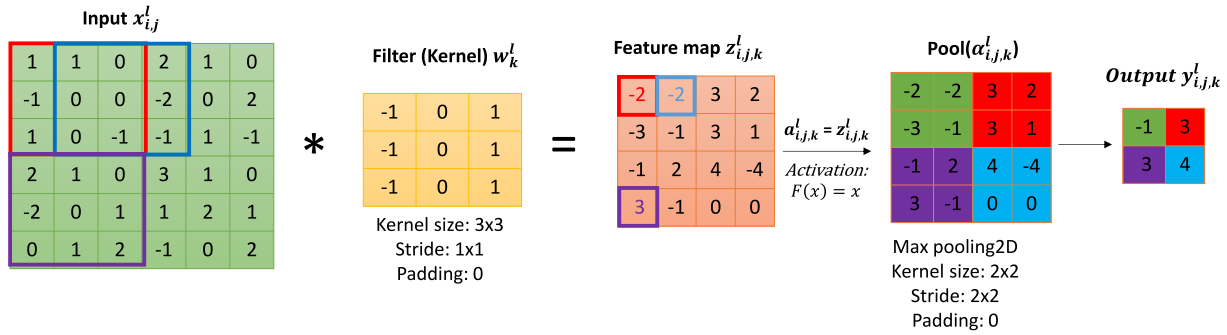 Input x^l_{i,j}
1 1 0 2 1 0
-1 0 0 -2 0 2
1 0 -1 -1 1 -1
2 1 0 3 1 0
-2 0 1 1 2 1
0 1 2 -1 0 2
*
Filter (Kernel) w^l_k
-1 0 1
-1 0 1
-1 0 1
Kernel size: 3x3
Stride: 1x1
Padding: 0
=
Feature map z^l_{i,j,k}
-2 -2 3 2
-3 -1 3 1
-1 2 4 -4
3 -1 0 0
a^l_{i,j,k} = z^l_{i,j,k}
Activation:
F(x) = x
Pool(α^l_{i,j,k})
-2 -2 3 2
-3 -1 3 1
-1 2 4 -4
3 -1 0 0
Max pooling2D
Kernel size: 2x2
Stride: 2x2
Padding: 0
Output y^l_{i,j,k}
-1 3
3 4